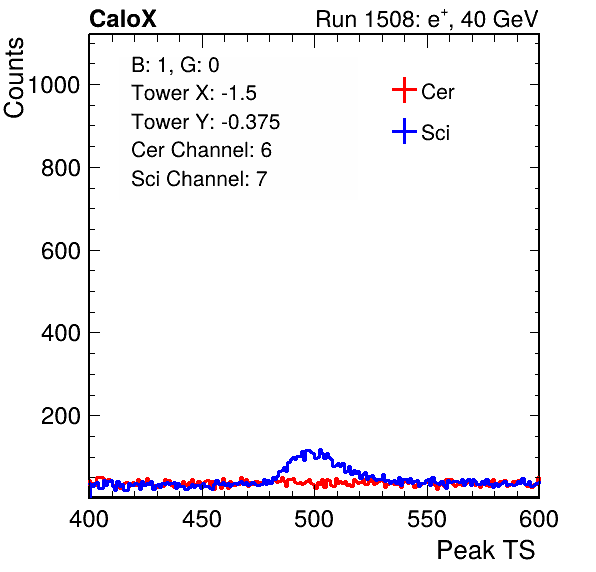 CaloX Run 1508: e⁺, 40 GeV
Counts
B: 1, G: 0
Tower X: -1.5
Tower Y: -0.375
Cer Channel: 6
Sci Channel: 7
Cer
Sci
1000
800
600
400
200
400 450 500 550 600
Peak TS